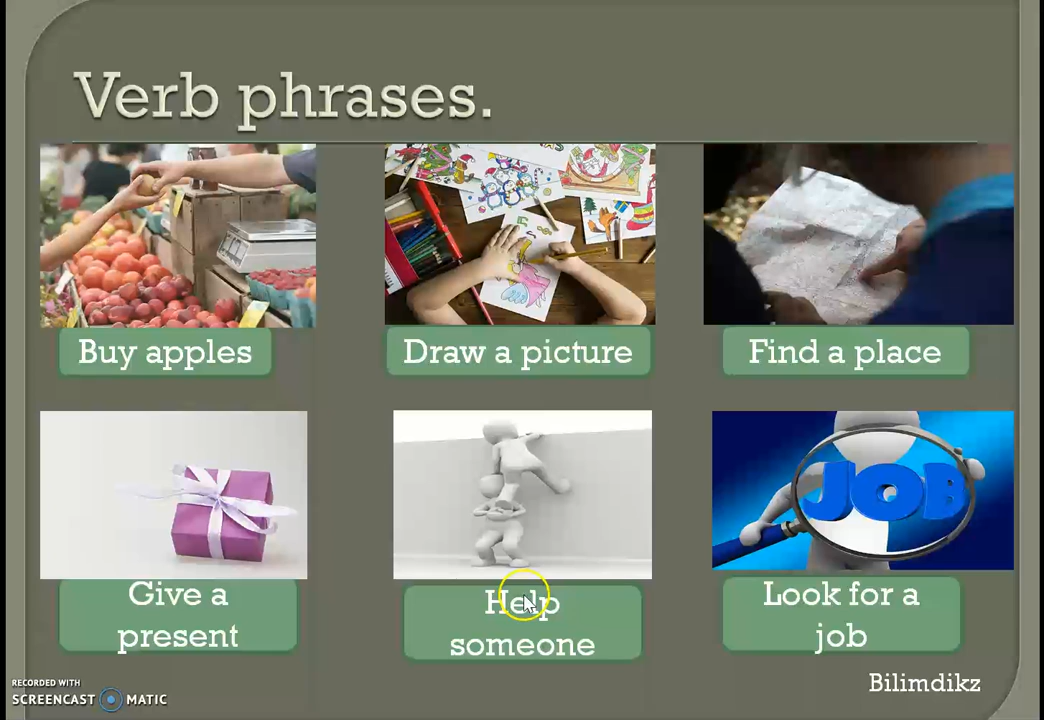 Verb phrases.
Buy apples
Draw a picture
Find a place
JOB
Give a
present
Help
someone
Look for a
job
Bilimdikz
RECORDED WITH
SCREENCAST MATIC